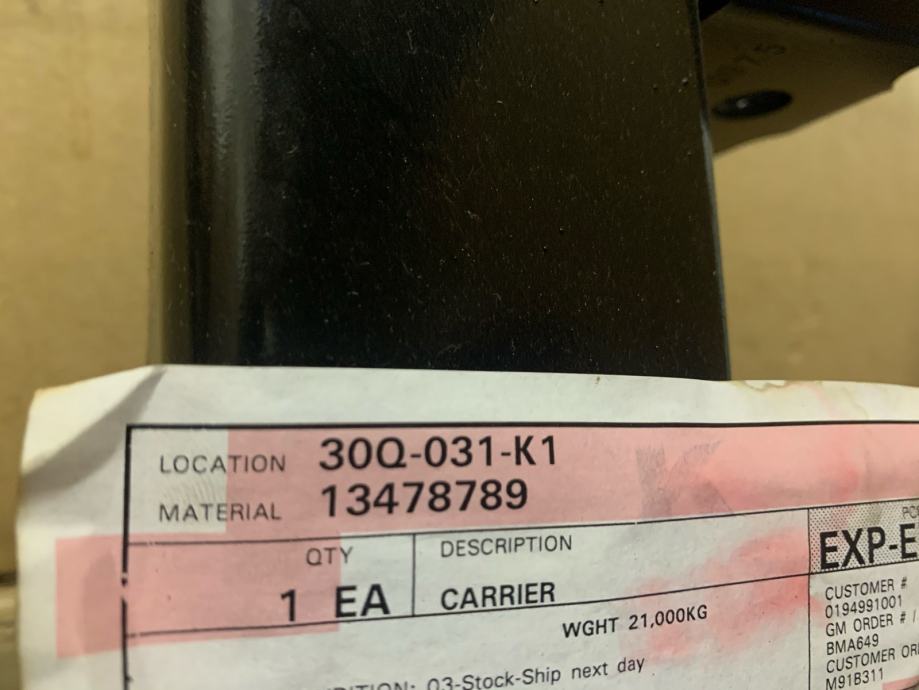 LOCATION 30Q-031-K1
MATERIAL 13478789
QTY
DESCRIPTION
1 EA
CARRIER
WGHT 21,000KG
03-Stock-Ship next day
EXP-E
CUSTOMER #
0194991001
GM ORDER # /
BMA649
CUSTOMER
M91B311